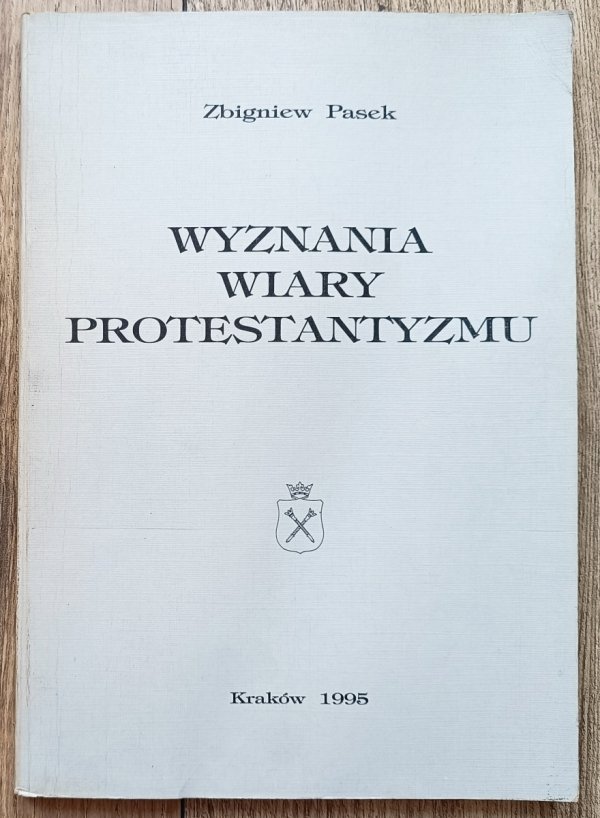 Zbigniew Pasek
WYZNANIA
WIARY
PROTESTANTYZMU
Kraków 1995